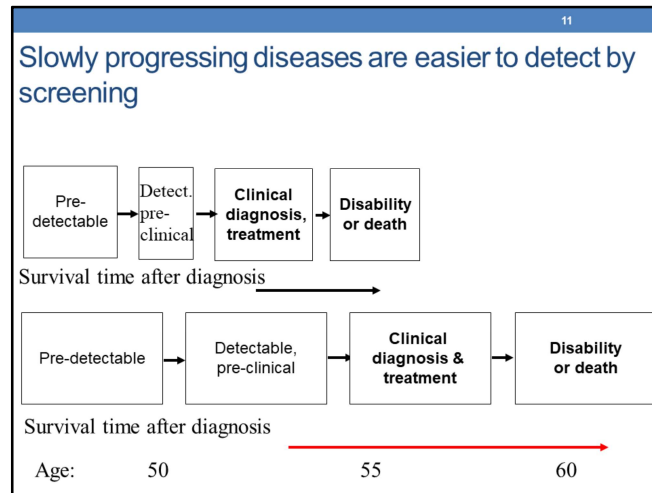 11
Slowly progressing diseases are easier to detect by
screening
Pre-
detectable
Detect.
pre-
clinical
Clinical
diagnosis,
treatment
Disability
or death
Survival time after diagnosis
Pre-detectable
Detectable,
pre-clinical
Clinical
diagnosis &
treatment
Disability
or death
Survival time after diagnosis
Age: 50 55 60